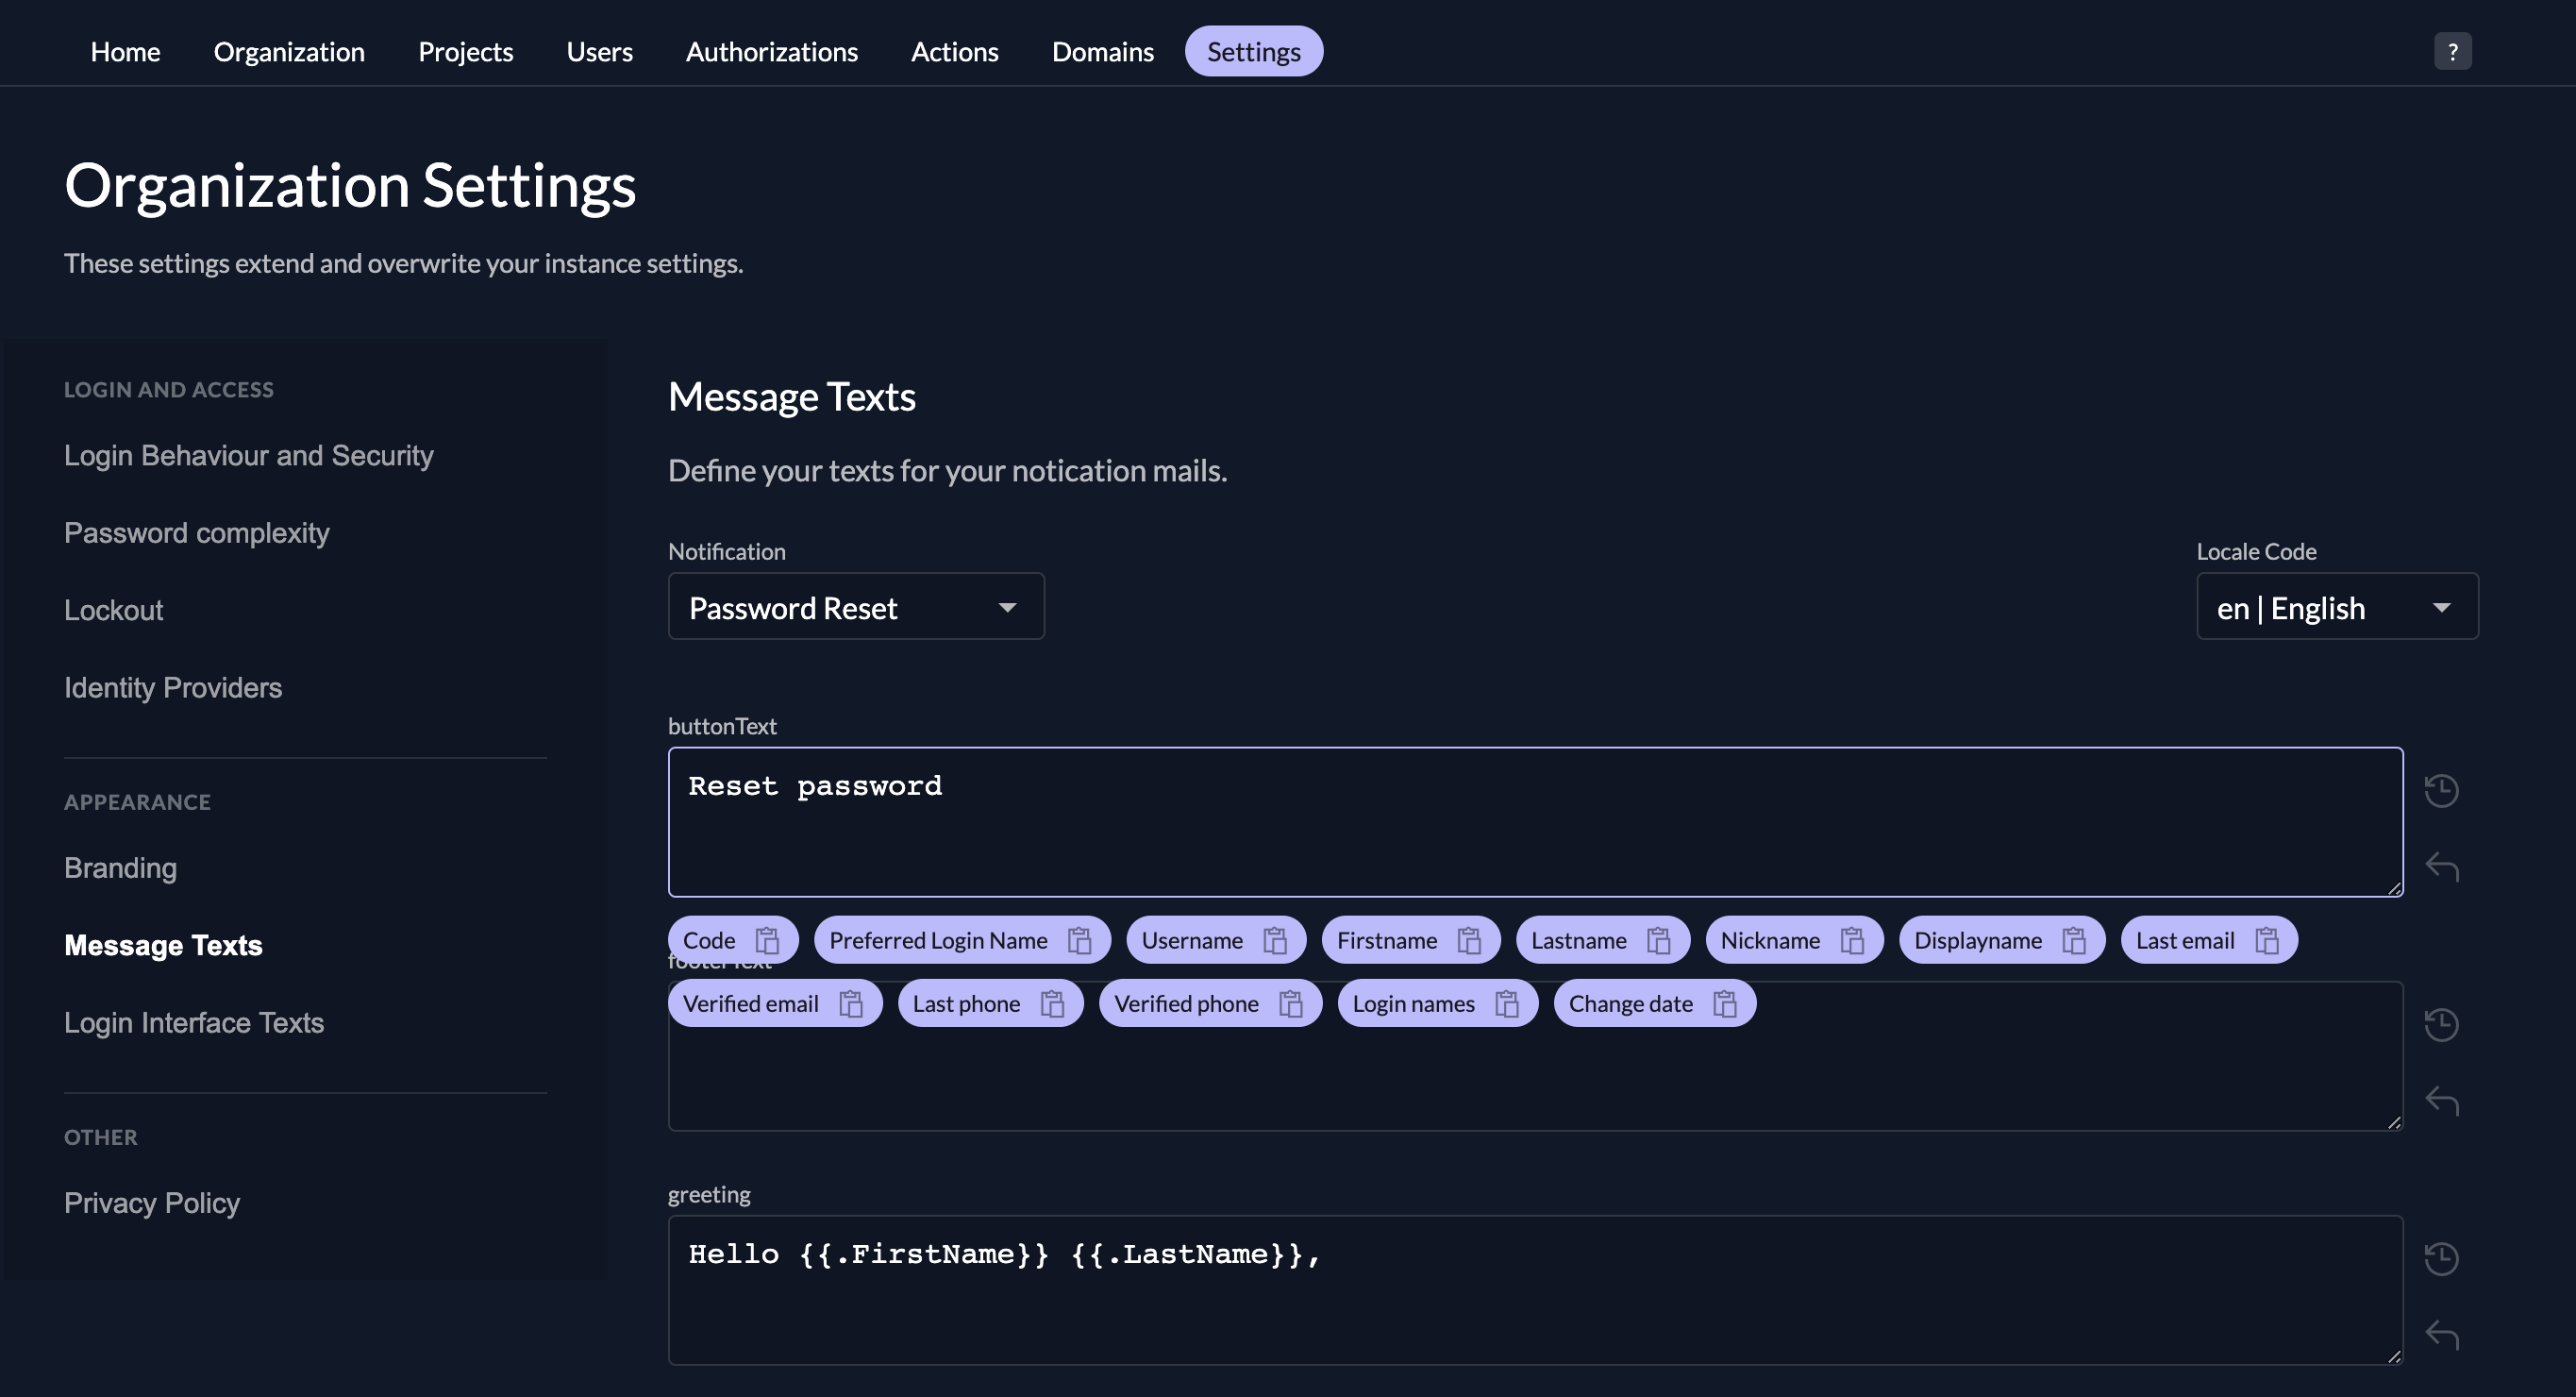 Home Organization Projects Users Authorizations Actions Domains Settings ?
Organization Settings
These settings extend and overwrite your instance settings.
LOGIN AND ACCESS
Login Behaviour and Security
Password complexity
Lockout
Identity Providers
APPEARANCE
Branding
Message Texts
Login Interface Texts
OTHER
Privacy Policy
Message Texts
Define your texts for your notication mails.
Notification
Password Reset
Locale Code
en | English
buttonText
Reset password
Code Preferred Login Name Username Firstname Lastname Nickname Displayname Last email
footerText
Verified email Last phone Verified phone Login names Change date
greeting
Hello {{.FirstName}} {{.LastName}},